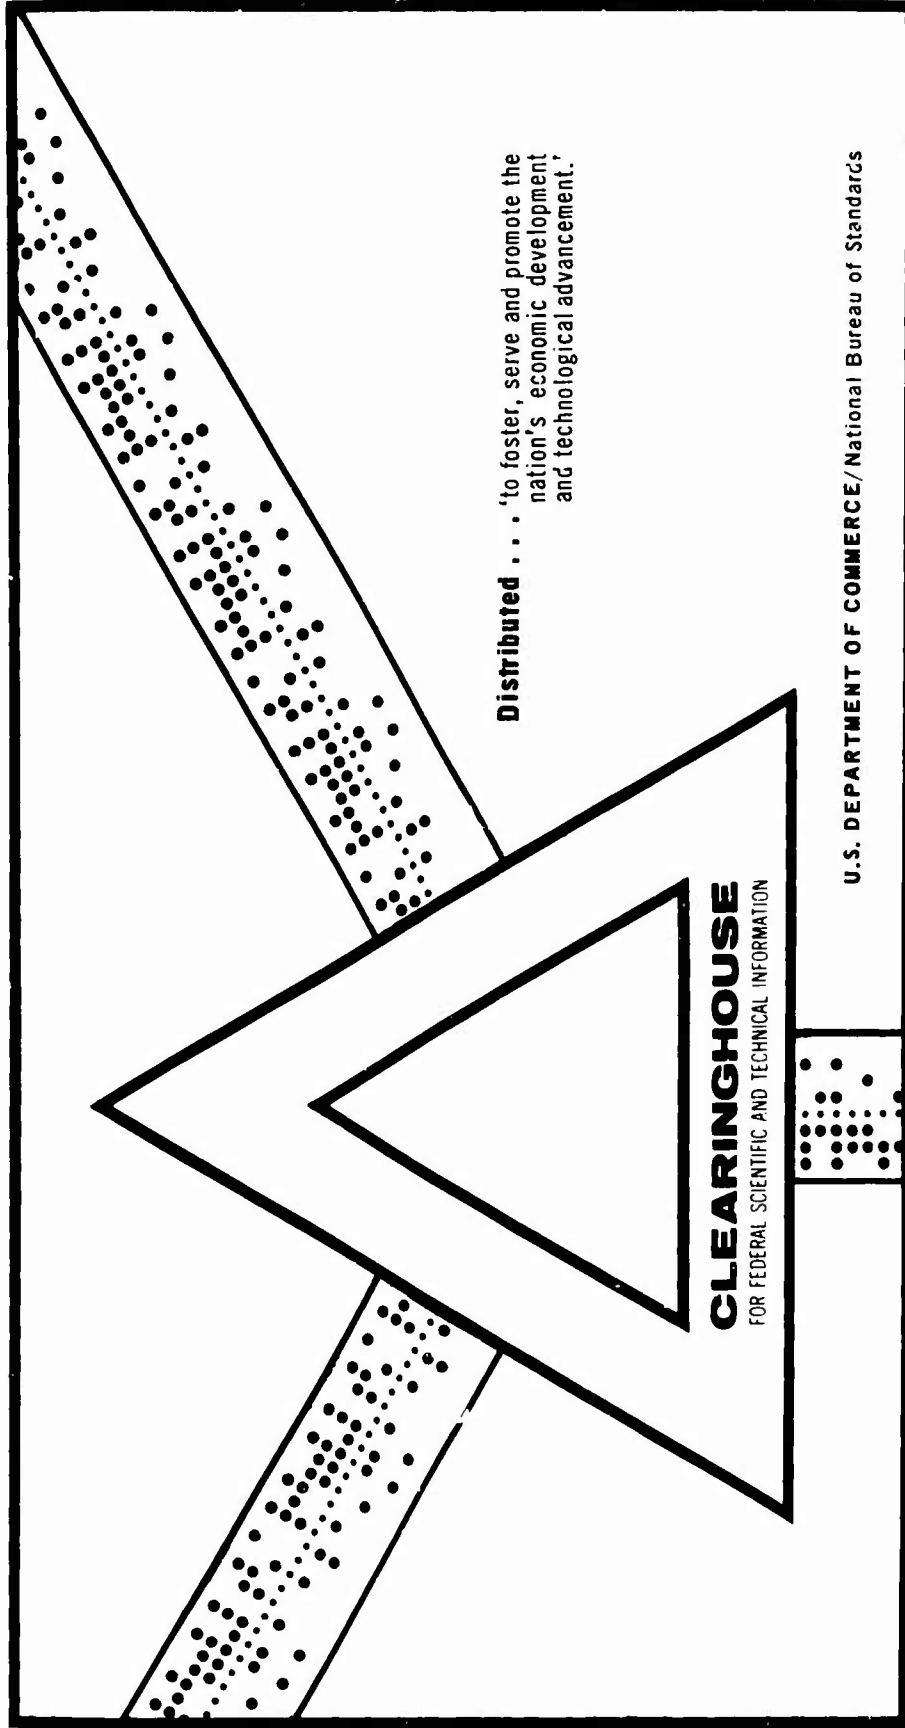 Distributed . . . 'to foster, serve and promote the
nation's economic development
and technological advancement.'
CLEARINGHOUSE
FOR FEDERAL SCIENTIFIC AND TECHNICAL INFORMATION
U.S. DEPARTMENT OF COMMERCE/National Bureau of Standards